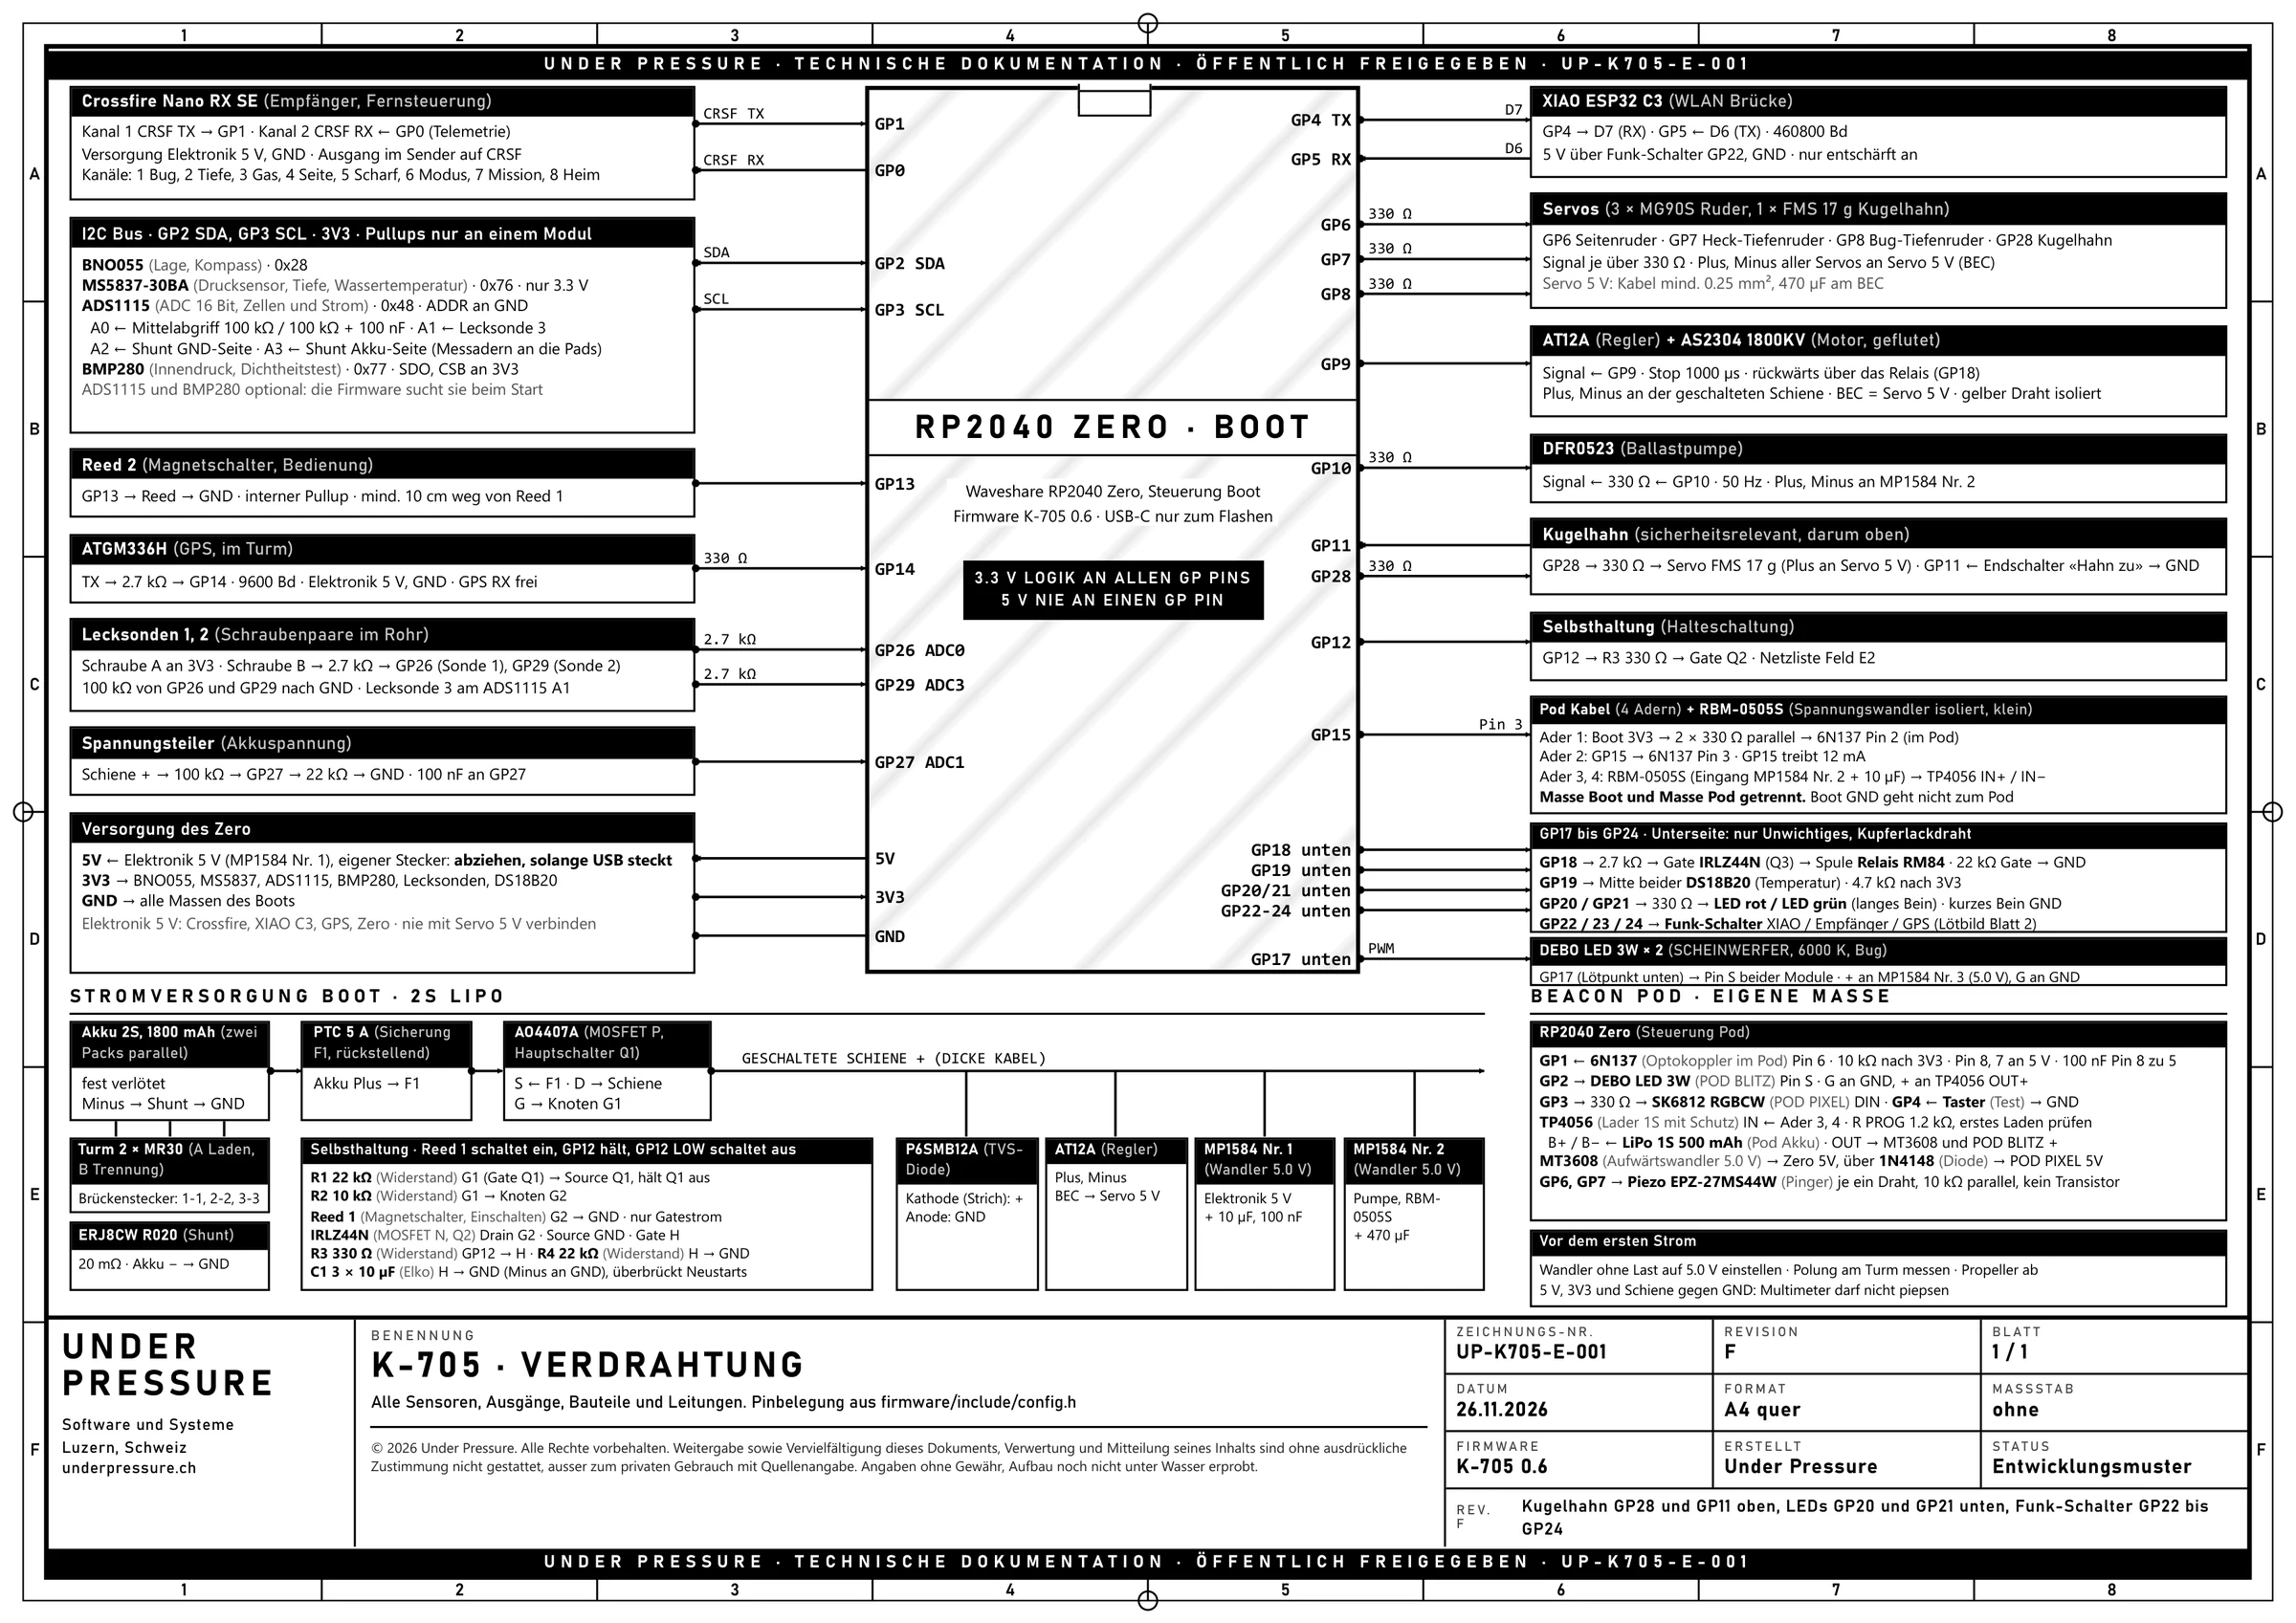 1 2 3 4 5 6 7 8
UNDER PRESSURE · TECHNISCHE DOKUMENTATION · ÖFFENTLICH FREIGEGEBEN · UP-K705-E-001
A
B
C
D
E
F
Crossfire Nano RX SE (Empfänger, Fernsteuerung)
Kanal 1 CRSF TX → GP1 · Kanal 2 CRSF RX ← GP0 (Telemetrie)
Versorgung Elektronik 5 V, GND · Ausgang im Sender auf CRSF
Kanäle: 1 Bug, 2 Tiefe, 3 Gas, 4 Seite, 5 Scharf, 6 Modus, 7 Mission, 8 Heim
I2C Bus · GP2 SDA, GP3 SCL · 3V3 · Pullups nur an einem Modul
BNO055 (Lage, Kompass) · 0x28
MS5837-30BA (Drucksensor, Tiefe, Wassertemperatur) · 0x76 · nur 3.3 V
ADS1115 (ADC 16 Bit, Zellen und Strom) · 0x48 · ADDR an GND
A0 ← Mittelabgriff 100 kΩ / 100 kΩ + 100 nF · A1 ← Lecksonde 3
A2 ← Shunt GND-Seite · A3 ← Shunt Akku-Seite (Messadern an die Pads)
BMP280 (Innendruck, Dichtheitstest) · 0x77 · SDO, CSB an 3V3
ADS1115 und BMP280 optional: die Firmware sucht sie beim Start
Reed 2 (Magnetschalter, Bedienung)
GP13 → Reed → GND · interner Pullup · mind. 10 cm weg von Reed 1
ATGM336H (GPS, im Turm)
TX → 2.7 kΩ → GP14 · 9600 Bd · Elektronik 5 V, GND · GPS RX frei
Lecksonden 1, 2 (Schraubenpaare im Rohr)
Schraube A an 3V3 · Schraube B → 2.7 kΩ → GP26 (Sonde 1), GP29 (Sonde 2)
100 kΩ von GP26 und GP29 nach GND · Lecksonde 3 am ADS1115 A1
Spannungsteiler (Akkuspannung)
Schiene + → 100 kΩ → GP27 → 22 kΩ → GND · 100 nF an GP27
Versorgung des Zero
5V ← Elektronik 5 V (MP1584 Nr. 1), eigener Stecker: abziehen, solange USB steckt
3V3 → BNO055, MS5837, ADS1115, BMP280, Lecksonden, DS18B20
GND → alle Massen des Boots
Elektronik 5 V: Crossfire, XIAO C3, GPS, Zero · nie mit Servo 5 V verbinden
CRSF TX
CRSF RX
SDA
SCL
330 Ω
2.7 kΩ
2.7 kΩ
GP1
GP0
GP2 SDA
GP3 SCL
RP2040 ZERO · BOOT
GP13
Waveshare RP2040 Zero, Steuerung Boot
Firmware K-705 0.6 · USB-C nur zum Flashen
GP14
3.3 V LOGIK AN ALLEN GP PINS
5 V NIE AN EINEN GP PIN
GP26 ADC0
GP29 ADC3
GP27 ADC1
5V
3V3
GND
GP4 TX
GP5 RX
GP6
GP7
GP8
GP9
GP10
GP11
GP28
GP12
GP15
GP18 unten
GP19 unten
GP20/21 unten
GP22-24 unten
GP17 unten
D7
D6
330 Ω
330 Ω
330 Ω
330 Ω
330 Ω
Pin 3
PWM
XIAO ESP32 C3 (WLAN Brücke)
GP4 → D7 (RX) · GP5 ← D6 (TX) · 460800 Bd
5 V über Funk-Schalter GP22, GND · nur entschärft an
Servos (3 × MG90S Ruder, 1 × FMS 17 g Kugelhahn)
GP6 Seitenruder · GP7 Heck-Tiefenruder · GP8 Bug-Tiefenruder · GP28 Kugelhahn
Signal je über 330 Ω · Plus, Minus aller Servos an Servo 5 V (BEC)
Servo 5 V: Kabel mind. 0.25 mm², 470 µF am BEC
AT12A (Regler) + AS2304 1800KV (Motor, geflutet)
Signal ← GP9 · Stop 1000 µs · rückwärts über das Relais (GP18)
Plus, Minus an der geschalteten Schiene · BEC = Servo 5 V · gelber Draht isoliert
DFR0523 (Ballastpumpe)
Signal ← 330 Ω ← GP10 · 50 Hz · Plus, Minus an MP1584 Nr. 2
Kugelhahn (sicherheitsrelevant, darum oben)
GP28 → 330 Ω → Servo FMS 17 g (Plus an Servo 5 V) · GP11 ← Endschalter «Hahn zu» → GND
Selbsthaltung (Halteschaltung)
GP12 → R3 330 Ω → Gate Q2 · Netzliste Feld E2
Pod Kabel (4 Adern) + RBM-0505S (Spannungswandler isoliert, klein)
Ader 1: Boot 3V3 → 2 × 330 Ω parallel → 6N137 Pin 2 (im Pod)
Ader 2: GP15 → 6N137 Pin 3 · GP15 treibt 12 mA
Ader 3, 4: RBM-0505S (Eingang MP1584 Nr. 2 + 10 µF) → TP4056 IN+ / IN−
Masse Boot und Masse Pod getrennt. Boot GND geht nicht zum Pod
GP17 bis GP24 · Unterseite: nur Unwichtiges, Kupferlackdraht
GP18 → 2.7 kΩ → Gate IRLZ44N (Q3) → Spule Relais RM84 · 22 kΩ Gate → GND
GP19 → Mitte beider DS18B20 (Temperatur) · 4.7 kΩ nach 3V3
GP20 / GP21 → 330 Ω → LED rot / LED grün (langes Bein) · kurzes Bein GND
GP22 / 23 / 24 → Funk-Schalter XIAO / Empfänger / GPS (Lötbild Blatt 2)
DEBO LED 3W × 2 (SCHEINWERFER, 6000 K, Bug)
GP17 (Lötpunkt unten) → Pin S beider Module · + an MP1584 Nr. 3 (5.0 V), G an GND
STROMVERSORGUNG BOOT · 2S LIPO
Akku 2S, 1800 mAh (zwei
Packs parallel)
fest verlötet
Minus → Shunt → GND
PTC 5 A (Sicherung
F1, rückstellend)
Akku Plus → F1
AO4407A (MOSFET P,
Hauptschalter Q1)
S ← F1 · D → Schiene
G → Knoten G1
GESCHALTETE SCHIENE + (DICKE KABEL)
Turm 2 × MR30 (A Laden,
B Trennung)
Brückenstecker: 1-1, 2-2, 3-3
ERJ8CW R020 (Shunt)
20 mΩ · Akku − → GND
Selbsthaltung · Reed 1 schaltet ein, GP12 hält, GP12 LOW schaltet aus
R1 22 kΩ (Widerstand) G1 (Gate Q1) → Source Q1, hält Q1 aus
R2 10 kΩ (Widerstand) G1 → Knoten G2
Reed 1 (Magnetschalter, Einschalten) G2 → GND · nur Gatestrom
IRLZ44N (MOSFET N, Q2) Drain G2 · Source GND · Gate H
R3 330 Ω (Widerstand) GP12 → H · R4 22 kΩ (Widerstand) H → GND
C1 3 × 10 µF (Elko) H → GND (Minus an GND), überbrückt Neustarts
P6SMB12A (TVS-
Diode)
Kathode (Strich): +
Anode: GND
AT12A (Regler)
Plus, Minus
BEC → Servo 5 V
MP1584 Nr. 1
(Wandler 5.0 V)
Elektronik 5 V
+ 10 µF, 100 nF
MP1584 Nr. 2
(Wandler 5.0 V)
Pumpe, RBM-
0505S
+ 470 µF
BEACON POD · EIGENE MASSE
RP2040 Zero (Steuerung Pod)
GP1 ← 6N137 (Optokoppler im Pod) Pin 6 · 10 kΩ nach 3V3 · Pin 8, 7 an 5 V · 100 nF Pin 8 zu 5
GP2 → DEBO LED 3W (POD BLITZ) Pin S · G an GND, + an TP4056 OUT+
GP3 → 330 Ω → SK6812 RGBCW (POD PIXEL) DIN · GP4 ← Taster (Test) → GND
TP4056 (Lader 1S mit Schutz) IN ← Ader 3, 4 · R PROG 1.2 kΩ, erstes Laden prüfen
B+ / B− ← LiPo 1S 500 mAh (Pod Akku) · OUT → MT3608 und POD BLITZ +
MT3608 (Aufwärtswandler 5.0 V) → Zero 5V, über 1N4148 (Diode) → POD PIXEL 5V
GP6, GP7 → Piezo EPZ-27MS44W (Pinger) je ein Draht, 10 kΩ parallel, kein Transistor
Vor dem ersten Strom
Wandler ohne Last auf 5.0 V einstellen · Polung am Turm messen · Propeller ab
5 V, 3V3 und Schiene gegen GND: Multimeter darf nicht piepsen
UNDER
PRESSURE
Software und Systeme
Luzern, Schweiz
underpressure.ch
BENENNUNG
K-705 · VERDRAHTUNG
Alle Sensoren, Ausgänge, Bauteile und Leitungen. Pinbelegung aus firmware/include/config.h
© 2026 Under Pressure. Alle Rechte vorbehalten. Weitergabe sowie Vervielfältigung dieses Dokuments, Verwertung und Mitteilung seines Inhalts sind ohne ausdrückliche
Zustimmung nicht gestattet, ausser zum privaten Gebrauch mit Quellenangabe. Angaben ohne Gewähr, Aufbau noch nicht unter Wasser erprobt.
ZEICHNUNGS-NR.
UP-K705-E-001
REVISION
F
BLATT
1 / 1
DATUM
26.11.2026
FORMAT
A4 quer
MASSSTAB
ohne
FIRMWARE
K-705 0.6
ERSTELLT
Under Pressure
STATUS
Entwicklungsmuster
REV.
F
Kugelhahn GP28 und GP11 oben, LEDs GP20 und GP21 unten, Funk-Schalter GP22 bis
GP24
A
B
C
D
E
F
UNDER PRESSURE · TECHNISCHE DOKUMENTATION · ÖFFENTLICH FREIGEGEBEN · UP-K705-E-001
1 2 3 4 5 6 7 8